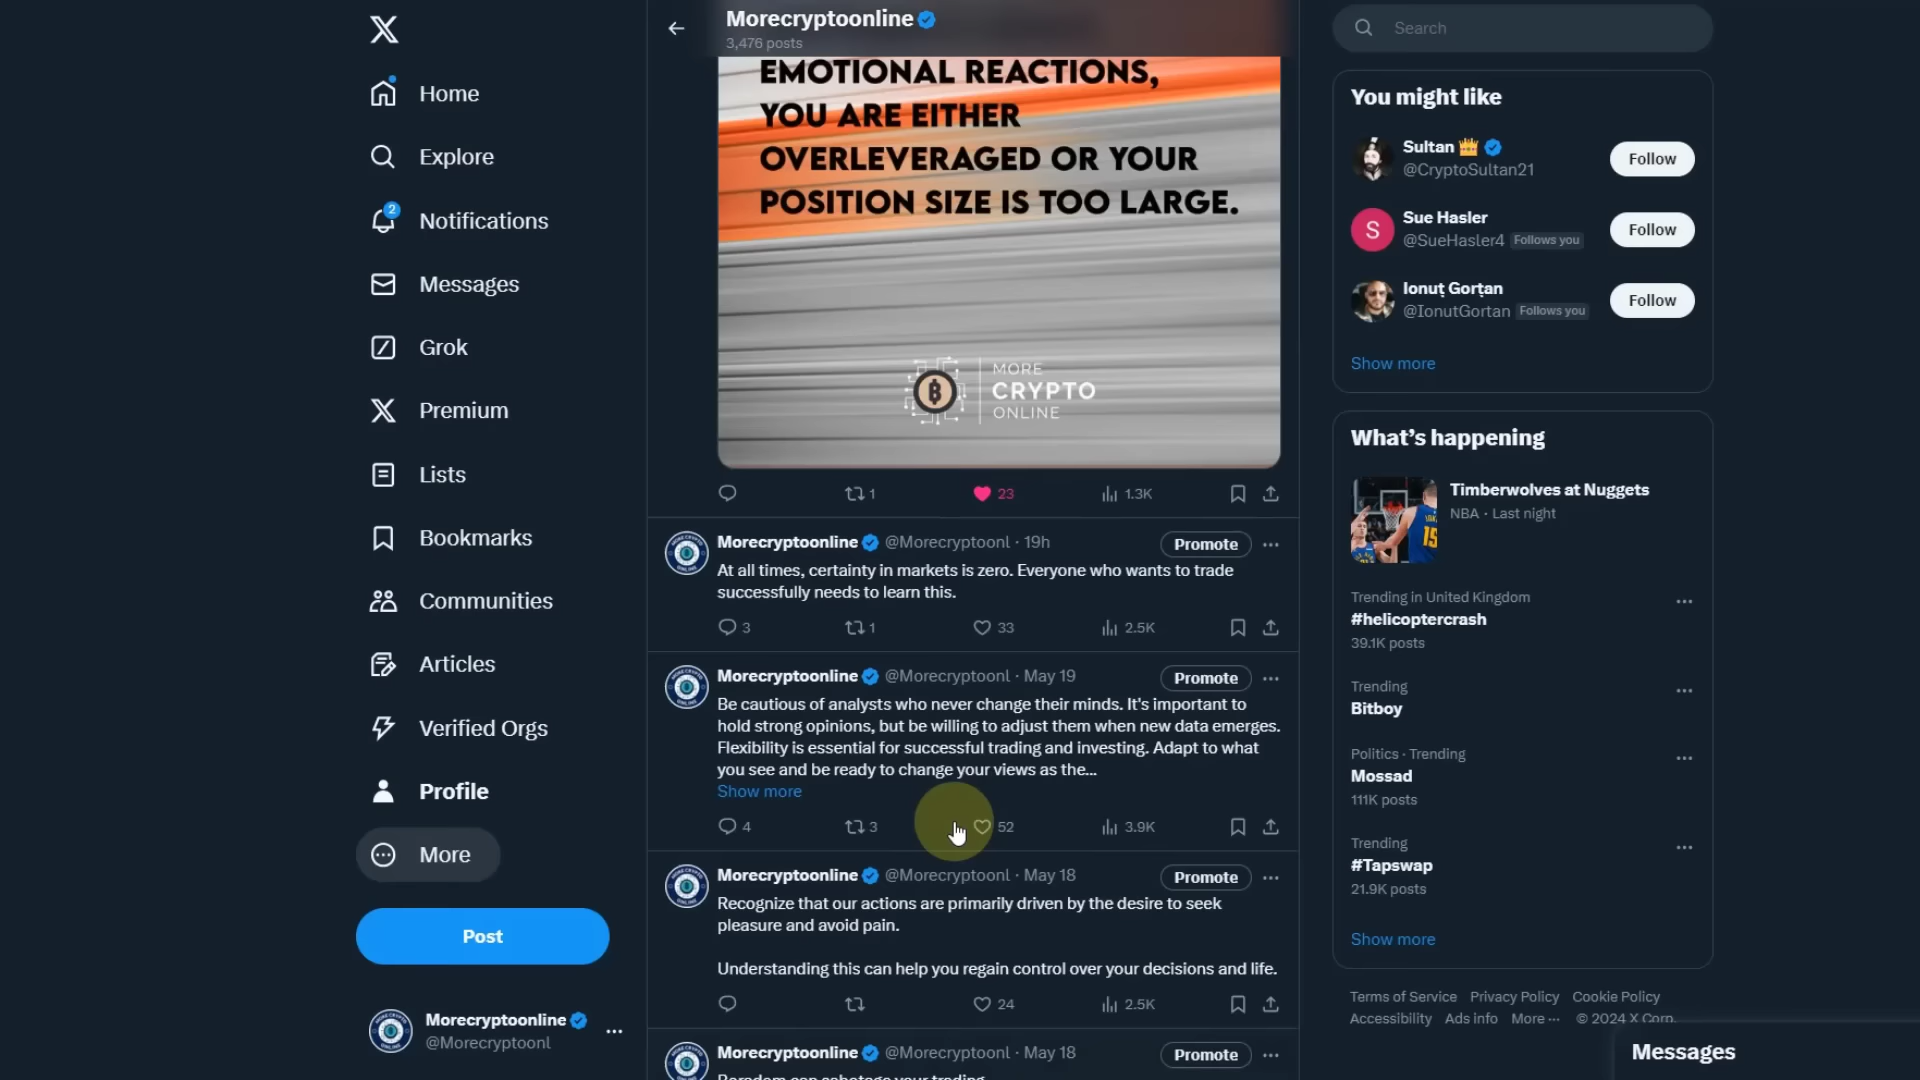 Home
Explore
2
Notifications
Messages
Grok
Premium
Lists
Bookmarks
Communities
Articles
Verified Orgs
Profile
More
Post
Morecryptoonline
@Morecryptoonl
Morecryptoonline
3,476 posts
EMOTIONAL REACTIONS,
YOU ARE EITHER
OVERLEVERAGED OR YOUR
POSITION SIZE IS TOO LARGE.
MORE
CRYPTO
ONLINE
1
23
1.3K
Morecryptoonline @Morecryptoonl · 19h
Promote
At all times, certainty in markets is zero. Everyone who wants to trade
successfully needs to learn this.
3
1
33
2.5K
Morecryptoonline @Morecryptoonl · May 19
Promote
Be cautious of analysts who never change their minds. It's important to
hold strong opinions, but be willing to adjust them when new data emerges.
Flexibility is essential for successful trading and investing. Adapt to what
you see and be ready to change your views as the...
Show more
4
3
52
3.9K
Morecryptoonline @Morecryptoonl · May 18
Promote
Recognize that our actions are primarily driven by the desire to seek
pleasure and avoid pain.
Understanding this can help you regain control over your decisions and life.
24
2.5K
Morecryptoonline @Morecryptoonl · May 18
Promote
Search
You might like
Sultan
@CryptoSultan21
Follow
S
Sue Hasler
@SueHasler4 Follows you
Follow
Ionuț Gorțan
@IonutGortan Follows you
Follow
Show more
What's happening
Timberwolves at Nuggets
NBA · Last night
Trending in United Kingdom
#helicoptercrash
39.1K posts
Trending
Bitboy
Politics · Trending
Mossad
111K posts
Trending
#Tapswap
21.9K posts
Show more
Terms of Service Privacy Policy Cookie Policy
Accessibility Ads info More ··· © 2024 X Corp.
Messages